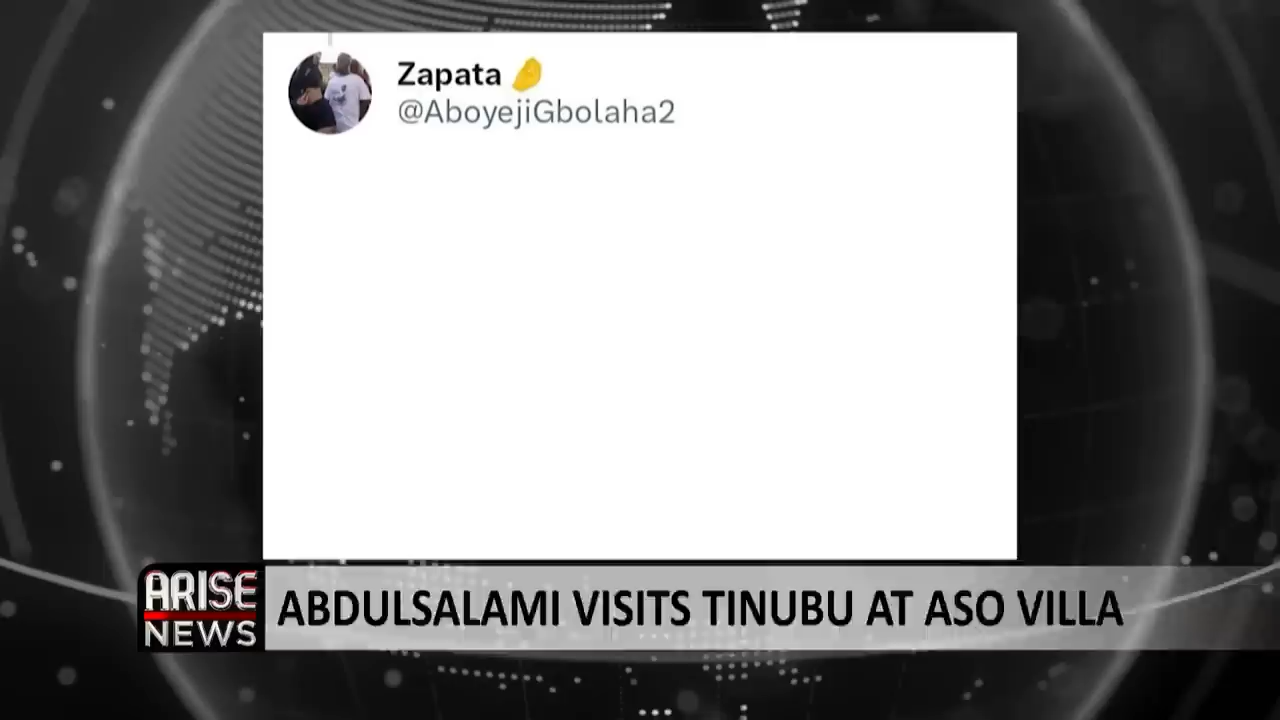 Zapata
@AboyejiGbolaha2
ARISE
NEWS
ABDULSALAMI VISITS TINUBU AT ASO VILLA